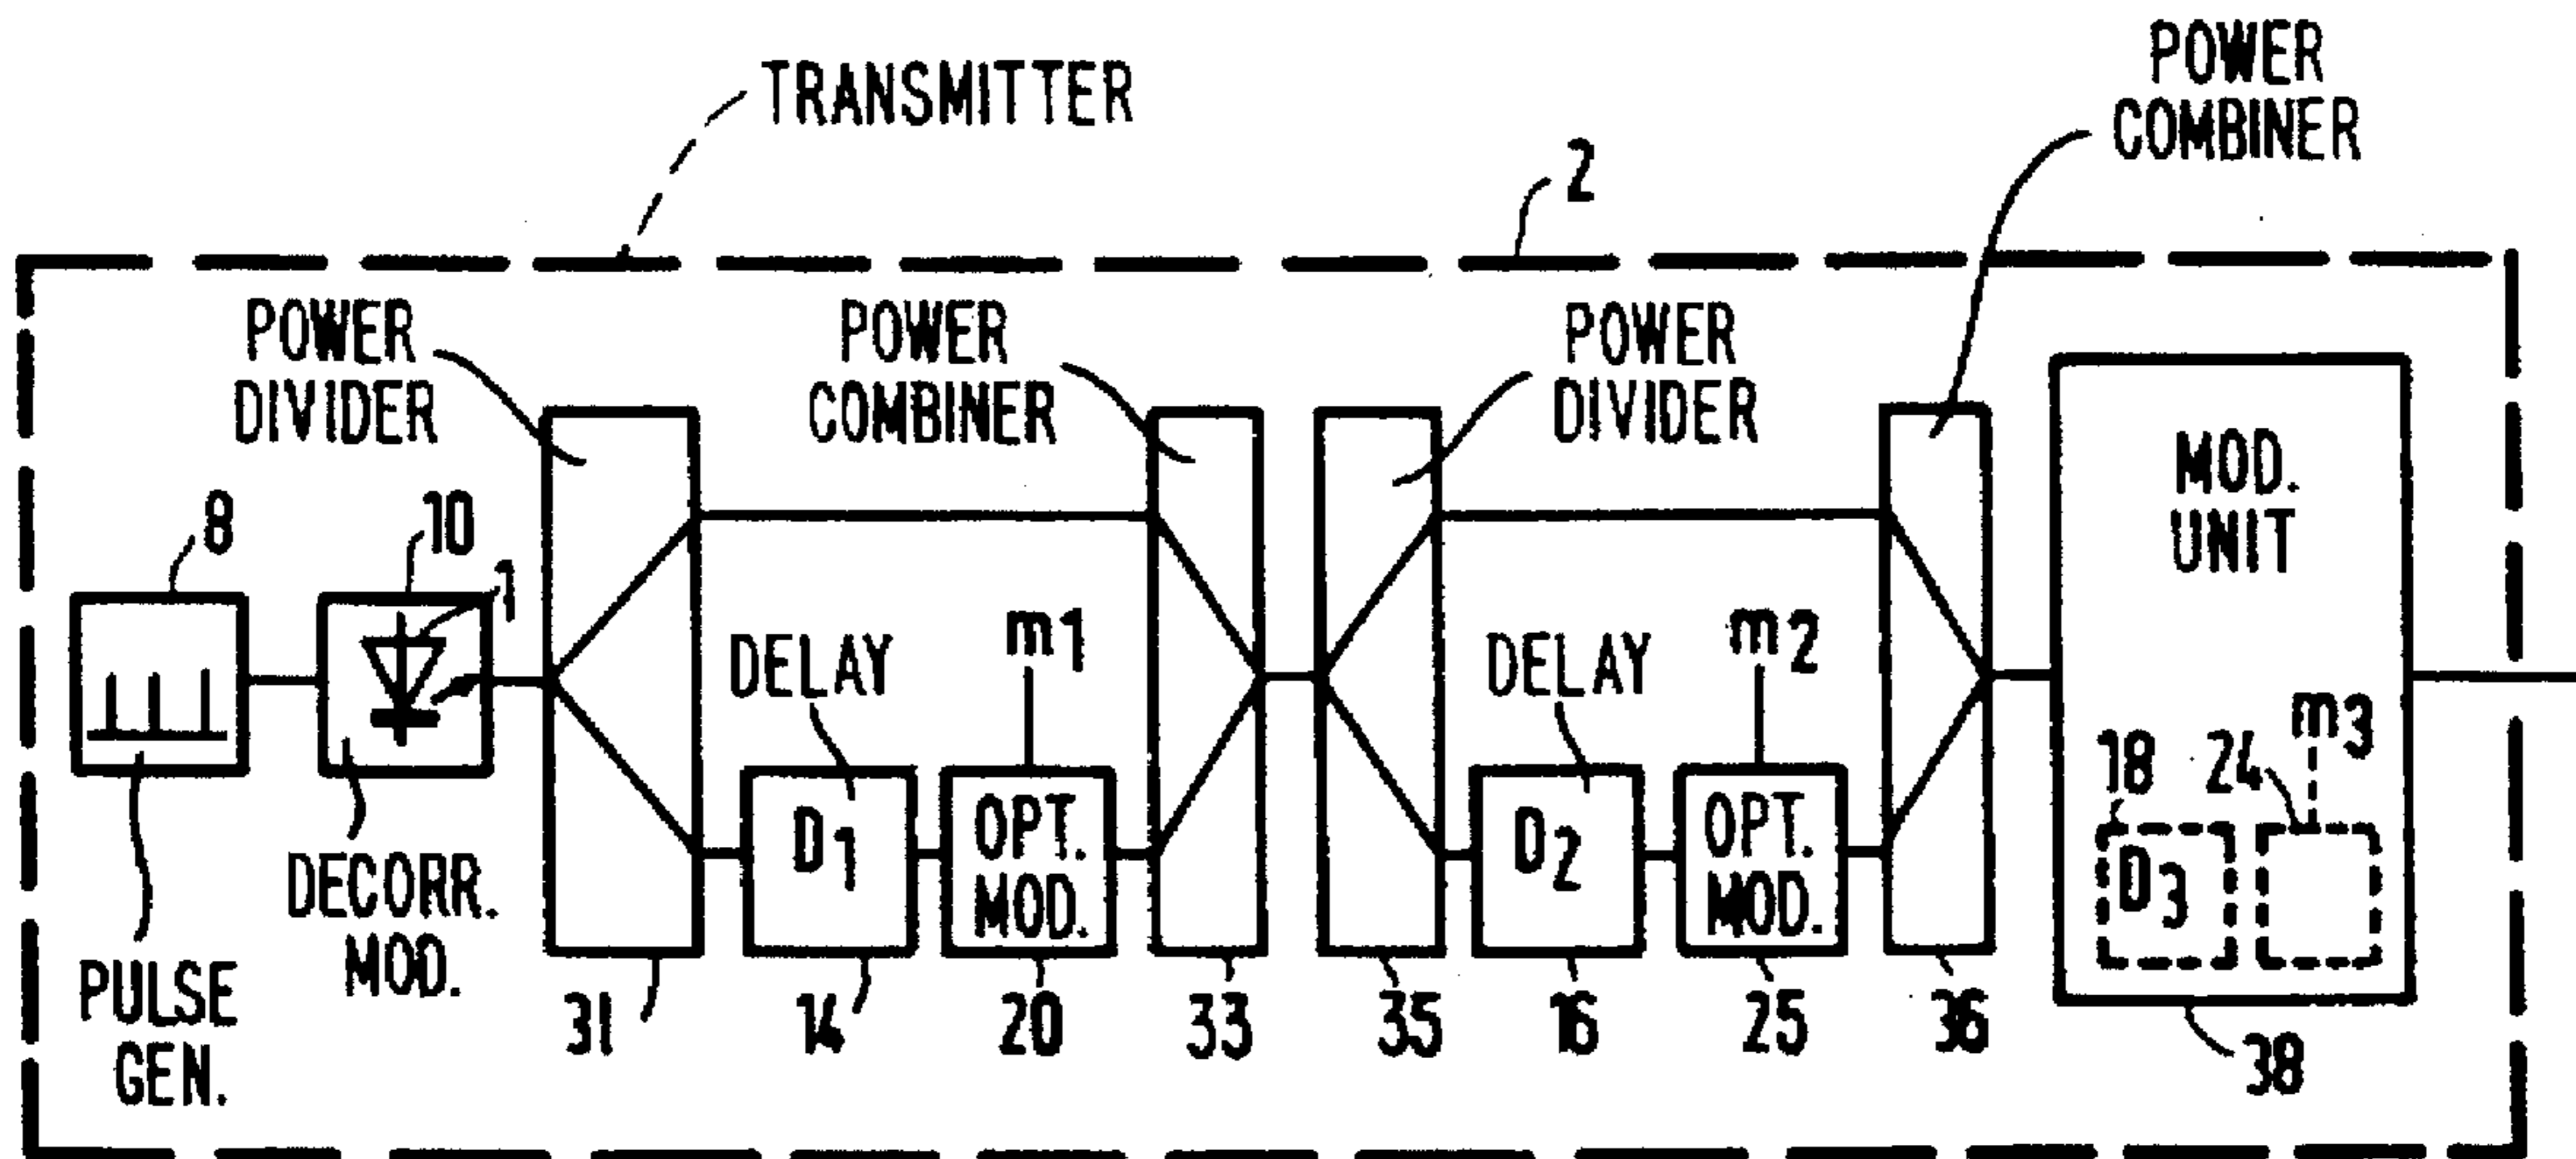 TRANSMITTER
POWER
COMBINER
2
POWER
DIVIDER
POWER
COMBINER
POWER
DIVIDER
MOD.
UNIT
8
10
1
DELAY
m1
DELAY
m2
m3
18
24
D1
OPT.
MOD.
D2
OPT.
MOD.
D3
DECORR.
MOD.
PULSE
GEN.
31
14
20
33
35
16
25
36
38